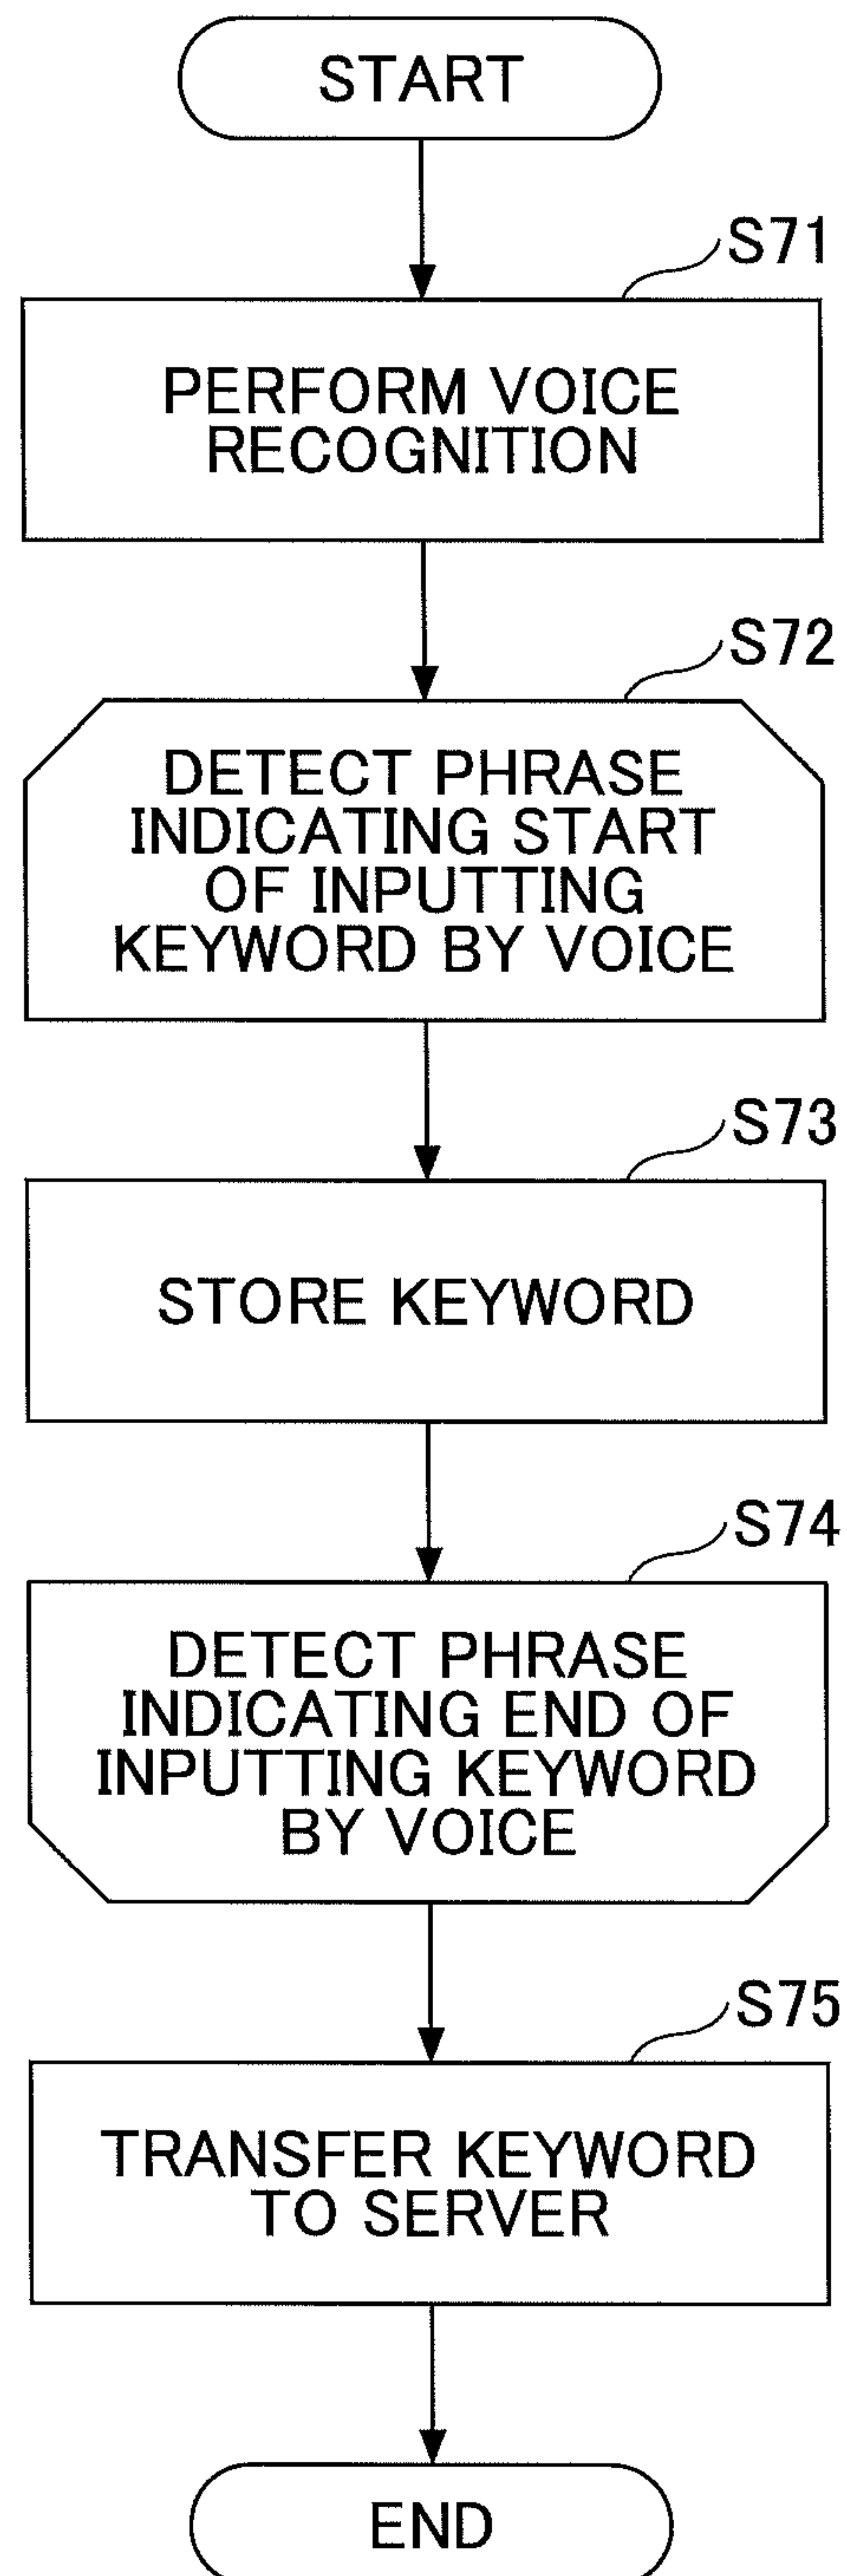 START
S71
PERFORM VOICE
RECOGNITION
S72
DETECT PHRASE
INDICATING START
OF INPUTTING
KEYWORD BY VOICE
S73
STORE KEYWORD
S74
DETECT PHRASE
INDICATING END OF
INPUTTING KEYWORD
BY VOICE
S75
TRANSFER KEYWORD
TO SERVER
END